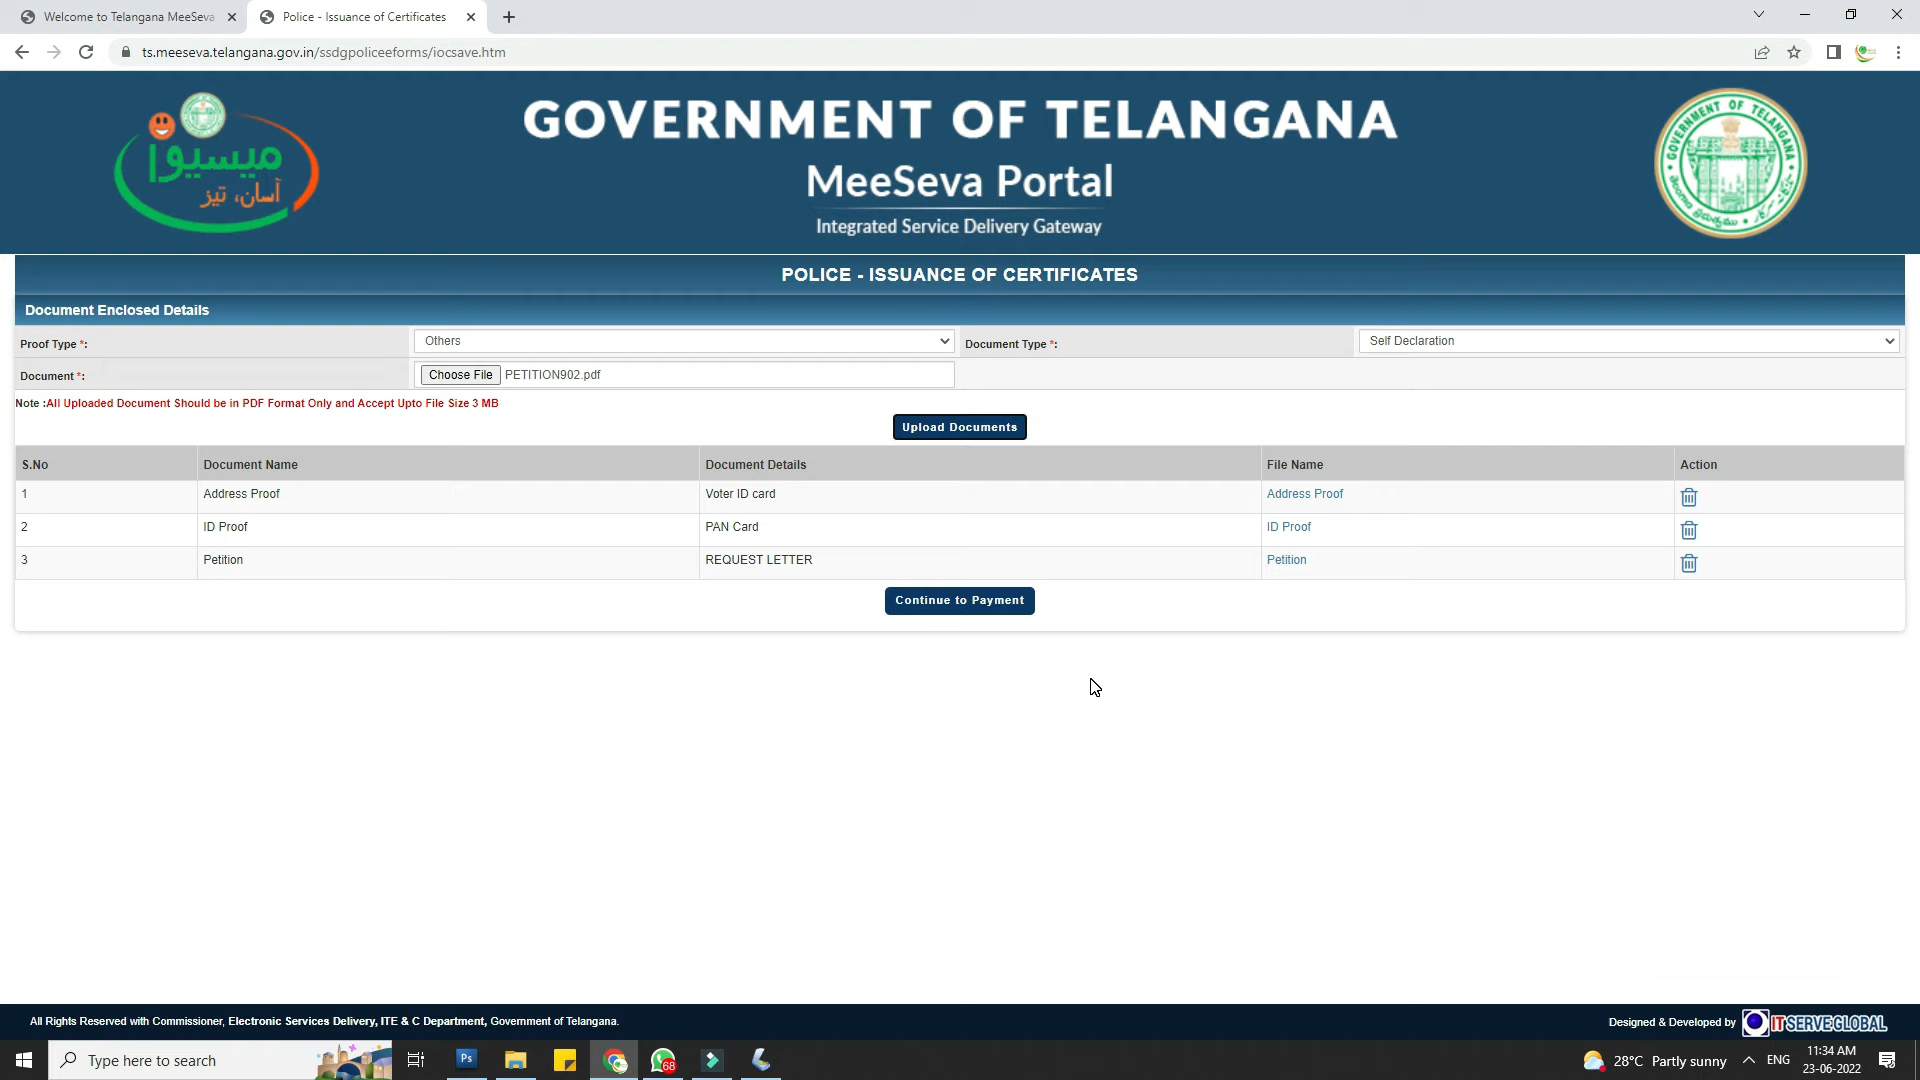 Welcome to Telangana MeeSeva
Police - Issuance of Certificates
ts.meeseva.telangana.gov.in/ssdgpoliceeforms/iocsave.htm
میسیوا
آسان، تیز
GOVERNMENT OF TELANGANA
MeeSeva Portal
Integrated Service Delivery Gateway
GOVERNMENT OF TELANGANA
POLICE - ISSUANCE OF CERTIFICATES
Document Enclosed Details
Proof Type *: Others Document Type *: Self Declaration
Document *: Choose File PETITION902.pdf
Note :All Uploaded Document Should be in PDF Format Only and Accept Upto File Size 3 MB
Upload Documents
S.No Document Name Document Details File Name Action
1 Address Proof Voter ID card Address Proof
2 ID Proof PAN Card ID Proof
3 Petition REQUEST LETTER Petition
Continue to Payment
All Rights Reserved with Commissioner, Electronic Services Delivery, ITE & C Department, Government of Telangana.
Designed & Developed by ITSERVEGLOBAL
Type here to search
Ps
68
28°C Partly sunny
ENG
11:34 AM
23-06-2022